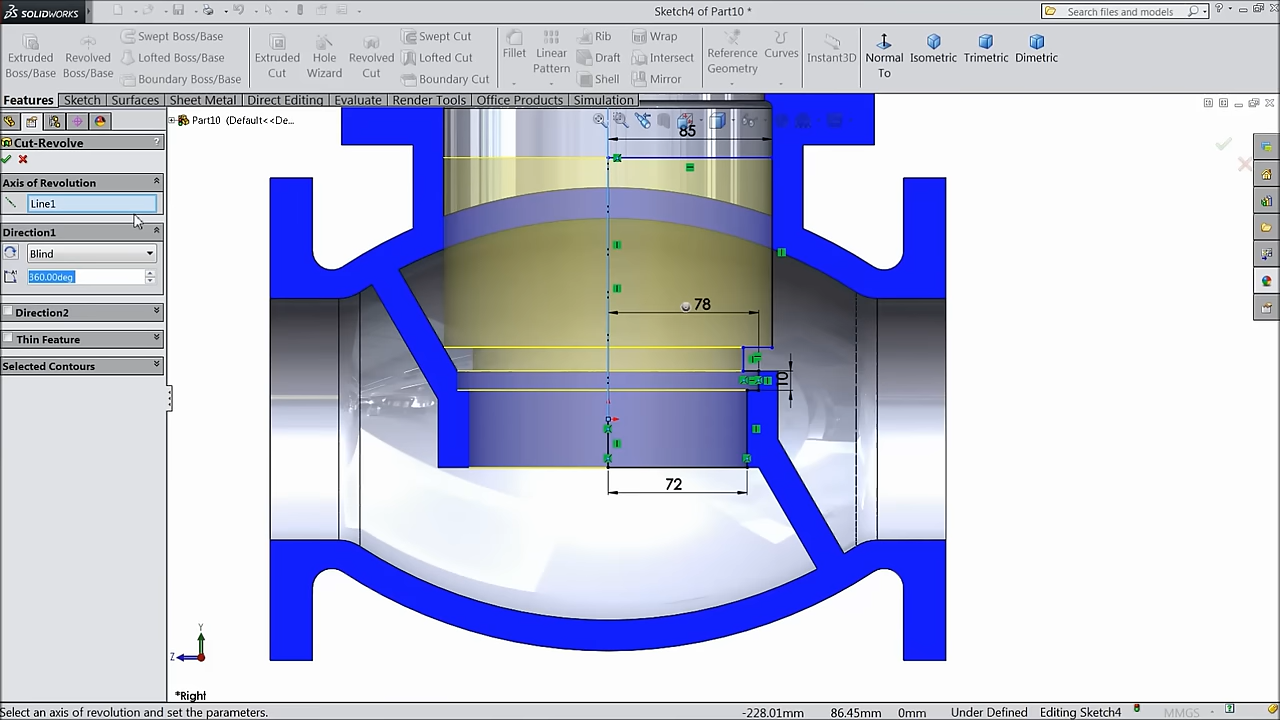 SOLIDWORKS
Sketch4 of Part10 *
Search files and models
Extruded Boss/Base
Revolved Boss/Base
Swept Boss/Base
Lofted Boss/Base
Boundary Boss/Base
Extruded Cut
Hole Wizard
Revolved Cut
Swept Cut
Lofted Cut
Boundary Cut
Fillet
Linear Pattern
Rib
Draft
Shell
Wrap
Intersect
Mirror
Reference Geometry
Curves
Instant3D
Normal To
Isometric
Trimetric
Dimetric
Features
Sketch
Surfaces
Sheet Metal
Direct Editing
Evaluate
Render Tools
Office Products
Simulation
Part10 (Default<<De...
Cut-Revolve
?
Axis of Revolution
Line1
Direction1
Blind
360.00deg
Direction2
Thin Feature
Selected Contours
85
78
10
72
Y
Z
*Right
Select an axis of revolution and set the parameters.
-228.01mm
86.45mm
0mm
Under Defined
Editing Sketch4
MMGS